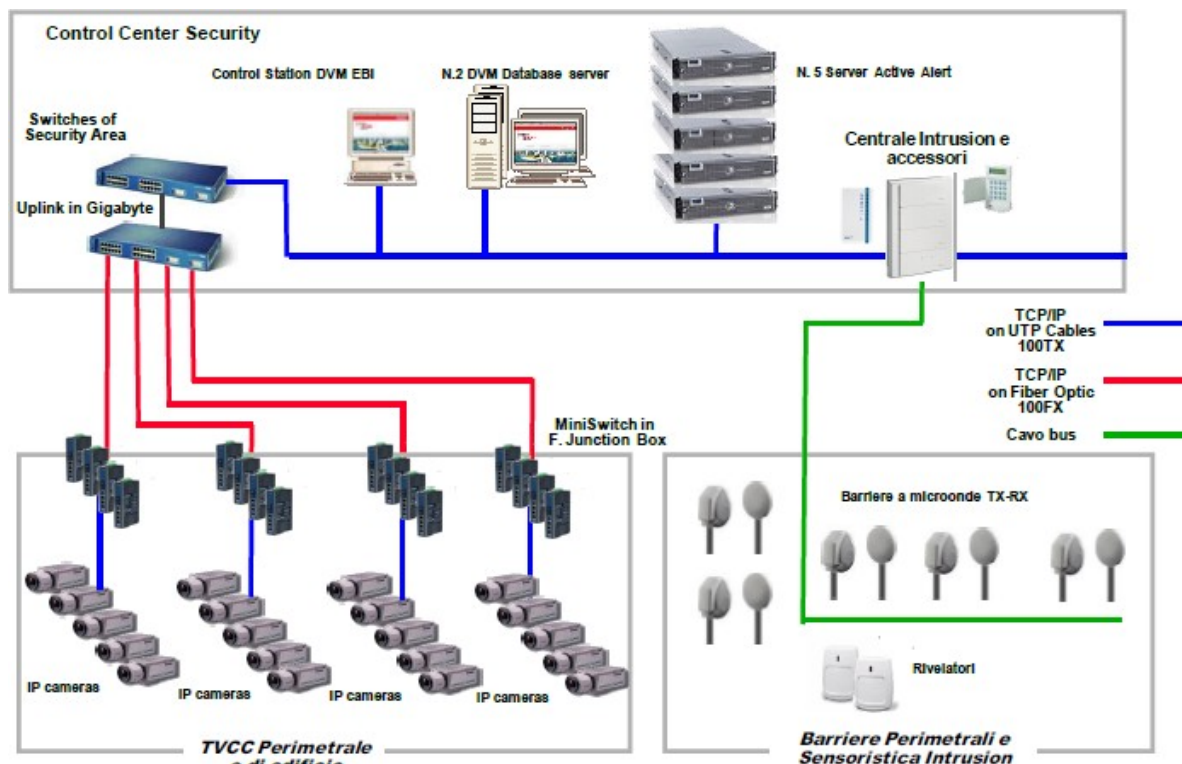 Control Center Security
Control Station DVM EBI
N.2 DVM Database server
N. 5 Server Active Alert
Switches of
Security Area
Centrale Intrusion e
accessori
Uplink in Gigabyte
TCP/IP
on UTP Cables
100TX
TCP/IP
on Fiber Optic
100FX
Cavo bus
MiniSwitch in
F. Junction Box
Barriere a microonde TX-RX
Rivelatori
IP cameras
IP cameras
IP cameras
IP cameras
TVCC Perimetrale
e di edificio
Barriere Perimetrali e
Sensoristica Intrusion